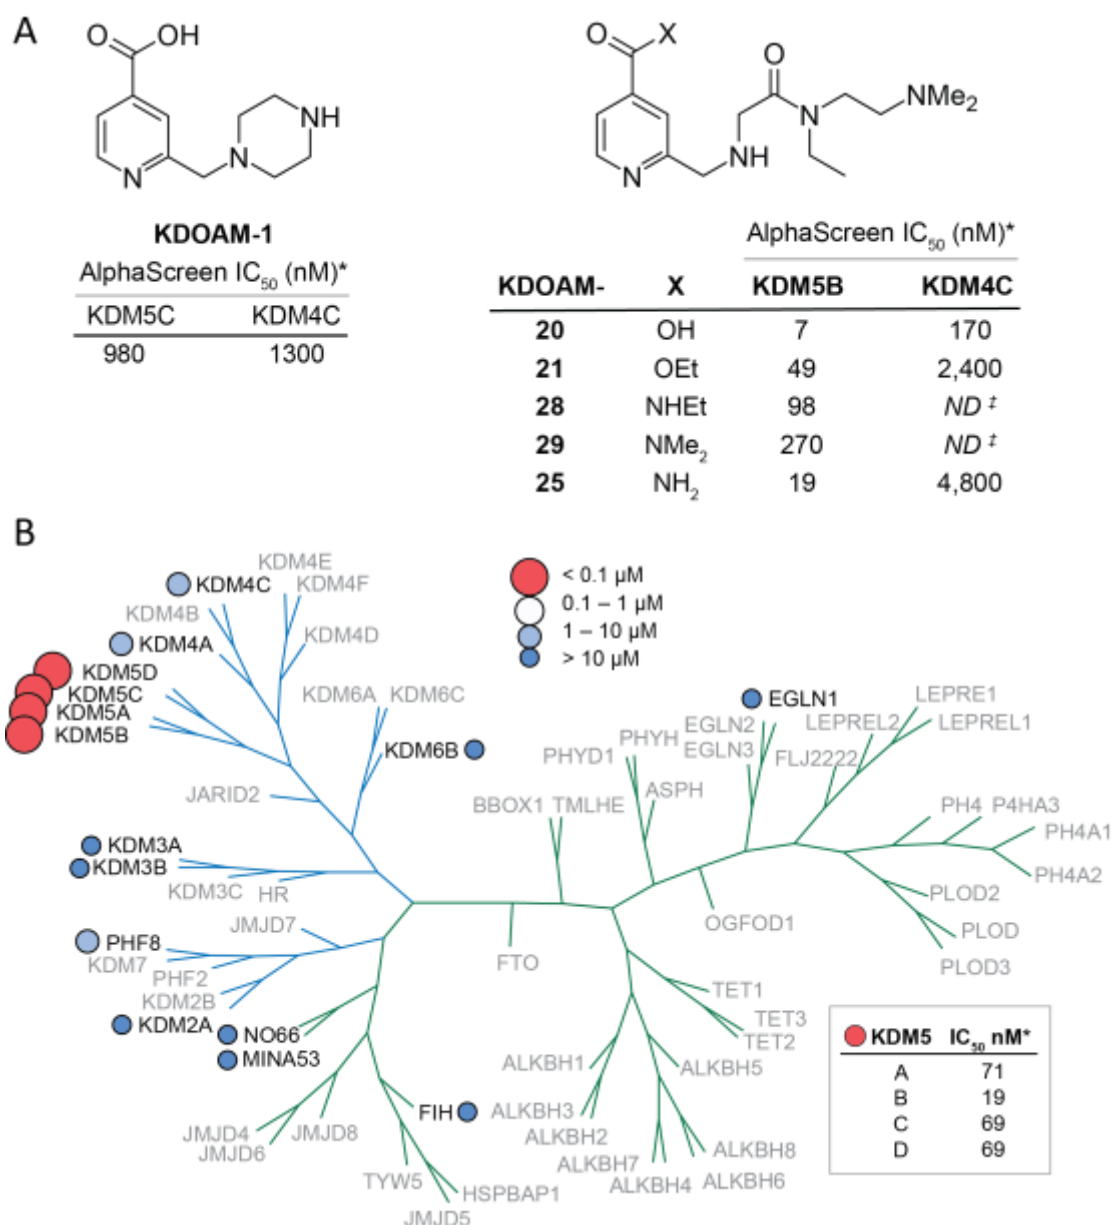 A
O
OH
N
N
NH
KDOAM-1
AlphaScreen IC50 (nM)*
KDM5C KDM4C
980 1300
O
X
O
N
NH
N
NMe2
AlphaScreen IC50 (nM)*
KDOAM- X KDM5B KDM4C
20 OH 7 170
21 OEt 49 2,400
28 NHEt 98 ND ‡
29 NMe2 270 ND ‡
25 NH2 19 4,800
B
< 0.1 µM
0.1 – 1 µM
1 – 10 µM
> 10 µM
KDM4E
KDM4C
KDM4F
KDM4B
KDM4A
KDM4D
KDM5D
KDM5C
KDM5A
KDM5B
KDM6A
KDM6C
KDM6B
JARID2
KDM3A
KDM3B
KDM3C
HR
JMJD7
PHF8
KDM7
PHF2
KDM2B
KDM2A
NO66
MINA53
JMJD4
JMJD6
JMJD8
FIH
TYW5
HSPBAP1
JMJD5
FTO
BBOX1
TMLHE
PHYD1
PHYH
ASPH
EGLN1
EGLN2
EGLN3
LEPRE1
LEPREL2
LEPREL1
FLJ2222
PH4
P4HA3
PH4A1
PH4A2
PLOD2
PLOD
PLOD3
OGFOD1
TET1
TET3
TET2
ALKBH1
ALKBH5
ALKBH3
ALKBH2
ALKBH7
ALKBH4
ALKBH8
ALKBH6
KDM5 IC50 nM*
A 71
B 19
C 69
D 69